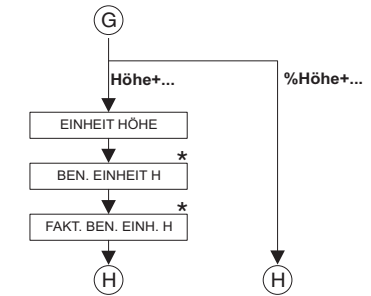 G
Höhe+...
%Höhe+...
EINHEIT HÖHE
*
BEN. EINHEIT H
*
FAKT. BEN. EINH. H
H
H